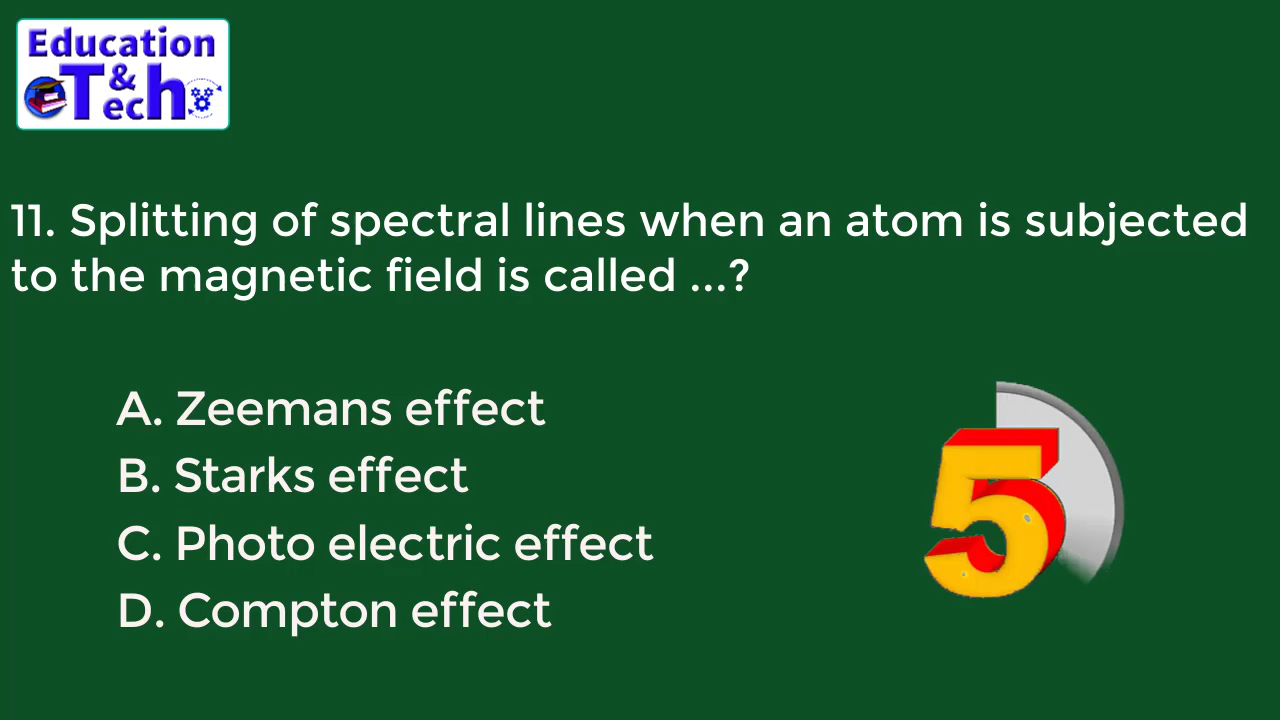 Education
&
Tech
11. Splitting of spectral lines when an atom is subjected
to the magnetic field is called ...?
A. Zeemans effect
B. Starks effect
C. Photo electric effect
D. Compton effect
5